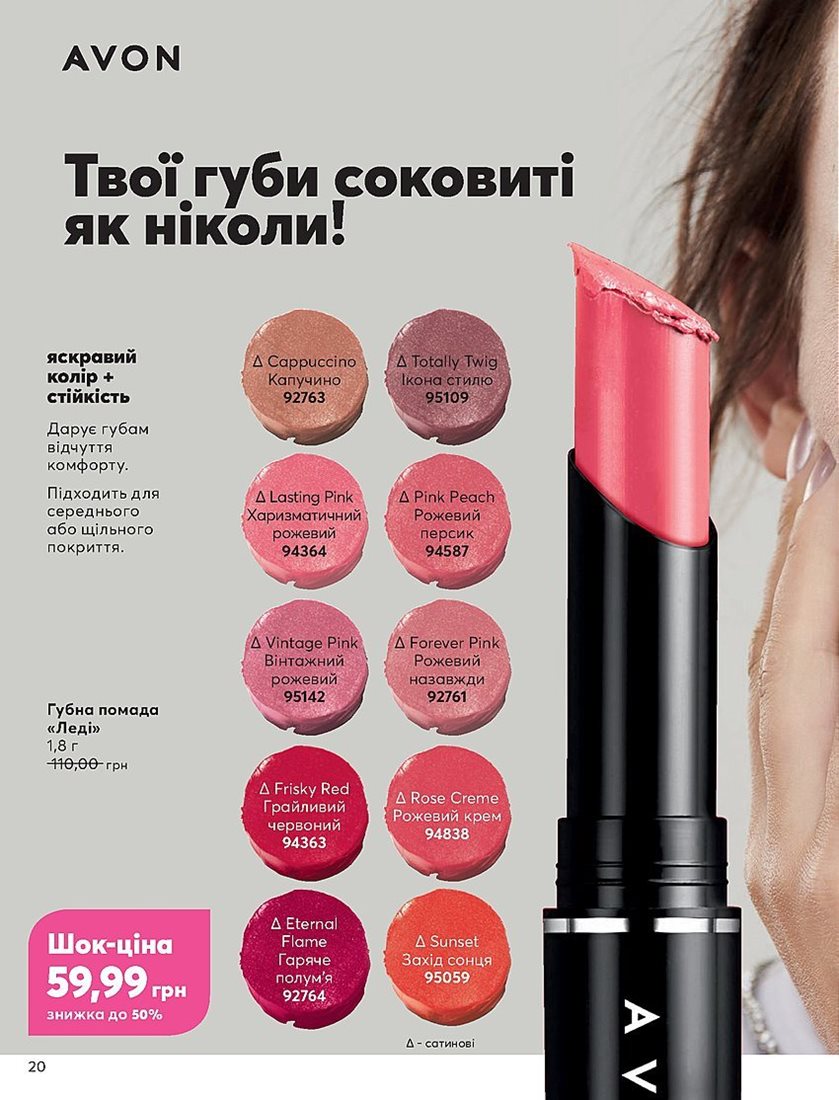 AVON
Твої губи соковиті
як ніколи!
яскравий
колір +
стійкість
Дарує губам
відчуття
комфорту.
Підходить для
середнього
або щільного
покриття.
Δ Cappuccino
Капучино
92763
Δ Totally Twig
Ікона стилю
95109
Δ Lasting Pink
Харизматичний
рожевий
94364
Δ Pink Peach
Рожевий
персик
94587
Δ Vintage Pink
Вінтажний
рожевий
95142
Δ Forever Pink
Рожевий
назавжди
92761
Δ Frisky Red
Грайливий
червоний
94363
Δ Rose Creme
Рожевий крем
94838
Δ Eternal
Flame
Гаряче
полум'я
92764
Δ Sunset
Захід сонця
95059
Δ - сатинові
Губна помада
«Леді»
1,8 г
110,00 грн
Шок-ціна
59,99 грн
знижка до 50%
AV
20